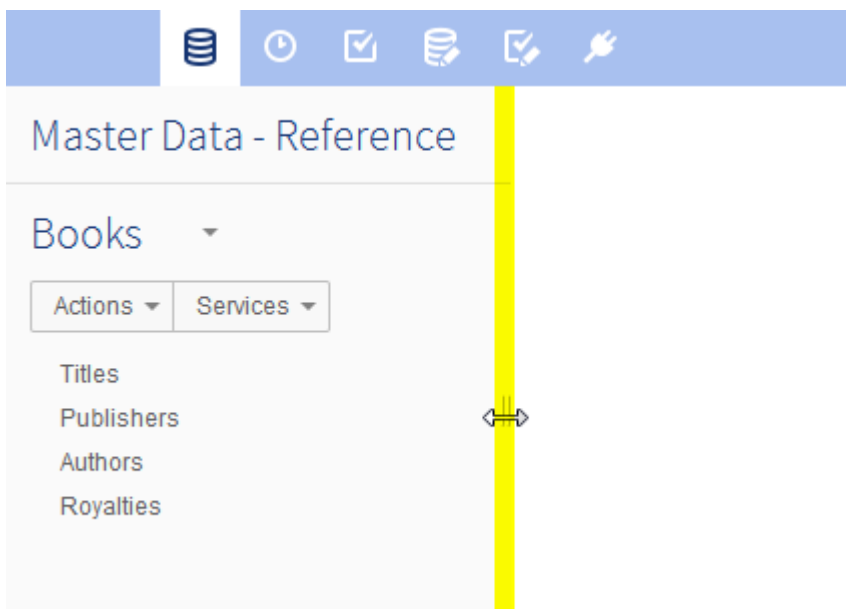 Master Data - Reference
Books
Actions Services
Titles
Publishers
Authors
Royalties